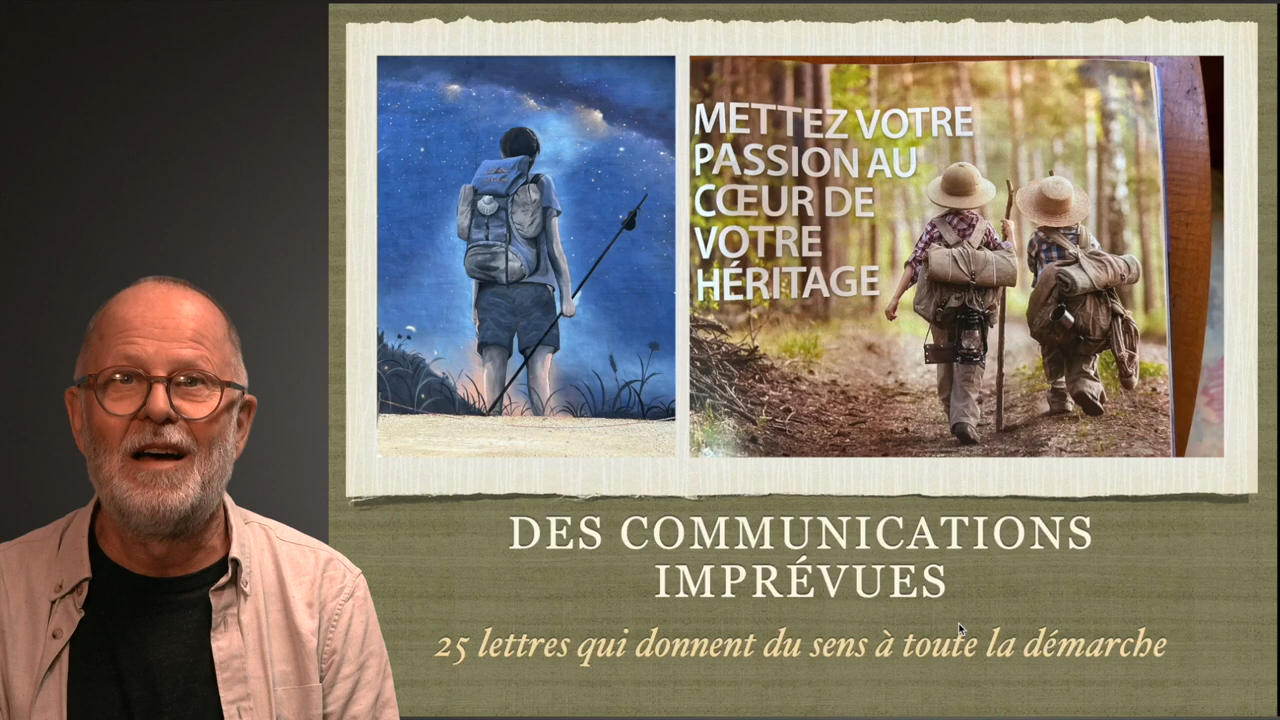 METTEZ VOTRE
PASSION AU
CŒUR DE
VOTRE
HÉRITAGE
DES COMMUNICATIONS
IMPRÉVUES
25 lettres qui donnent du sens à toute la démarche